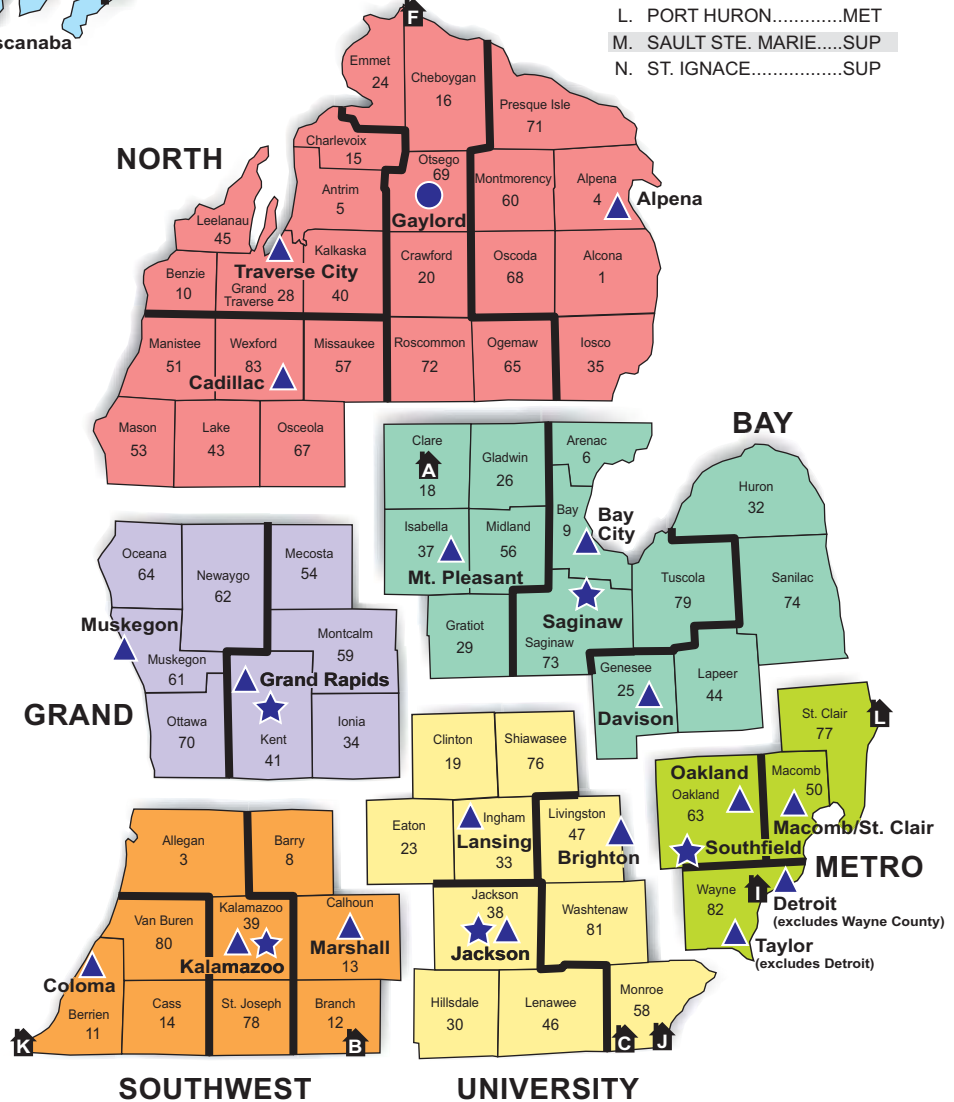 scanaba
L. PORT HURON.............MET
M. SAULT STE. MARIE.....SUP
N. ST. IGNACE.................SUP
F
Emmet
24
Cheboygan
16
Presque Isle
71
NORTH
Charlevoix
15
Otsego
69
Gaylord
Montmorency
60
Alpena
4
Alpena
Antrim
5
Leelanau
45
Traverse City
Kalkaska
40
Crawford
20
Oscoda
68
Alcona
1
Benzie
10
Grand
Traverse 28
Manistee
51
Wexford
83
Cadillac
Missaukee
57
Roscommon
72
Ogemaw
65
Iosco
35
Mason
53
Lake
43
Osceola
67
BAY
Clare
A
18
Gladwin
26
Arenac
6
Huron
32
Isabella
37
Mt. Pleasant
Midland
56
Bay
9
Bay
City
Tuscola
79
Sanilac
74
Gratiot
29
Saginaw
Saginaw
73
Genesee
25
Davison
Lapeer
44
Oceana
64
Newaygo
62
Mecosta
54
Muskegon
Muskegon
61
Montcalm
59
Grand Rapids
GRAND
Ottawa
70
Kent
41
Ionia
34
Clinton
19
Shiawasee
76
St. Clair
77
L
Oakland
Oakland
63
Southfield
Macomb
50
Macomb/St. Clair
METRO
Eaton
23
Ingham
Lansing
33
Livingston
47
Brighton
Wayne
82
I
Detroit
(excludes Wayne County)
Taylor
(excludes Detroit)
Allegan
3
Barry
8
Van Buren
80
Kalamazoo
39
Kalamazoo
Calhoun
Marshall
13
Jackson
38
Jackson
Washtenaw
81
Coloma
Berrien
11
Cass
14
St. Joseph
78
Branch
12
K
B
Hillsdale
30
Lenawee
46
Monroe
58
C
J
SOUTHWEST
UNIVERSITY